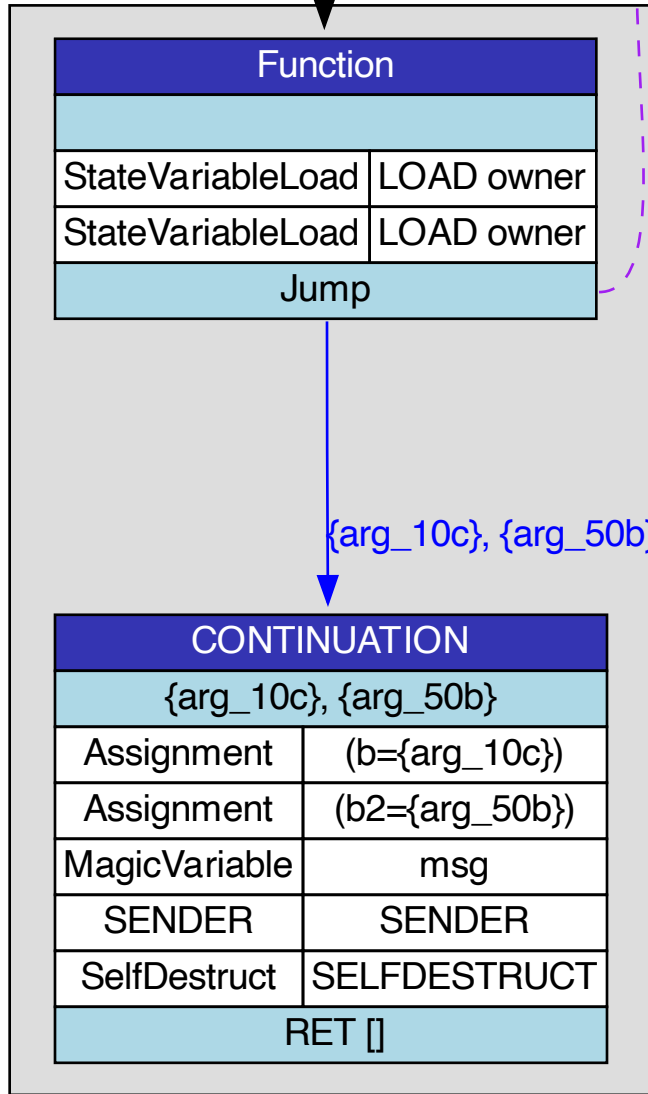 Function
StateVariableLoad LOAD owner
StateVariableLoad LOAD owner
Jump
{arg_10c}, {arg_50b}
CONTINUATION
{arg_10c}, {arg_50b}
Assignment (b={arg_10c})
Assignment (b2={arg_50b})
MagicVariable msg
SENDER SENDER
SelfDestruct SELFDESTRUCT
RET []